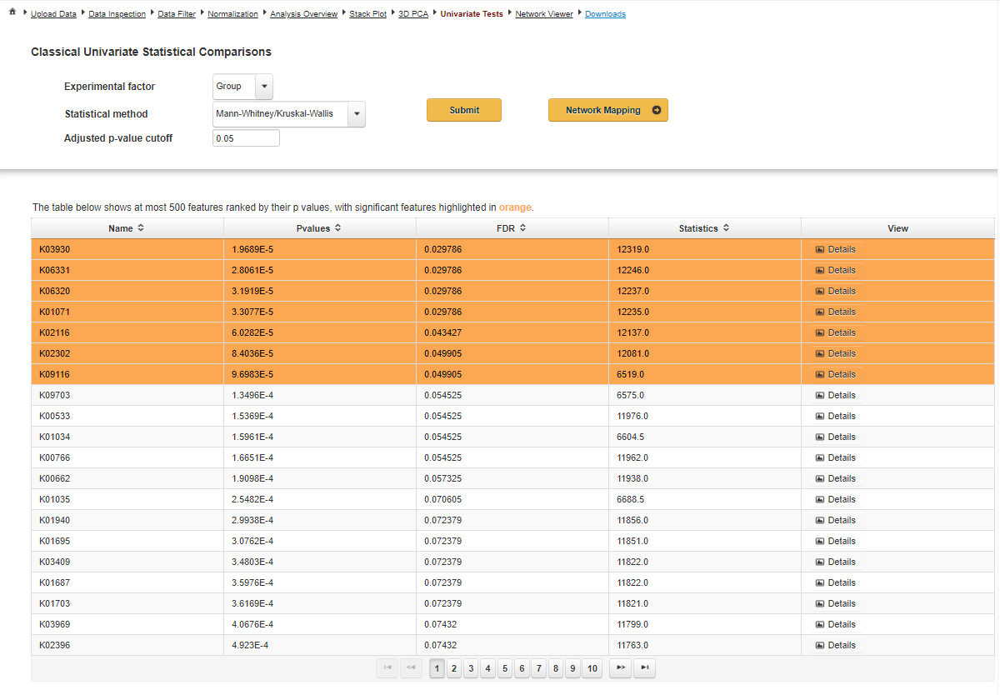 Upload Data Data Inspection Data Filter Normalization Analysis Overview Stack Plot 3D PCA Univariate Tests Network Viewer Downloads
Classical Univariate Statistical Comparisons
Experimental factor Group
Statistical method Mann-Whitney/Kruskal-Wallis Submit Network Mapping
Adjusted p-value cutoff 0.05
The table below shows at most 500 features ranked by their p values, with significant features highlighted in orange.
Name Pvalues FDR Statistics View
K03930 1.9689E-5 0.029786 12319.0 Details
K06331 2.8061E-5 0.029786 12246.0 Details
K06320 3.1919E-5 0.029786 12237.0 Details
K01071 3.3077E-5 0.029786 12235.0 Details
K02116 6.0282E-5 0.043427 12137.0 Details
K02302 8.4036E-5 0.049905 12081.0 Details
K09116 9.6983E-5 0.049905 6519.0 Details
K09703 1.3496E-4 0.054525 6575.0 Details
K00533 1.5369E-4 0.054525 11976.0 Details
K01034 1.5961E-4 0.054525 6604.5 Details
K00766 1.6651E-4 0.054525 11962.0 Details
K00662 1.9098E-4 0.057325 11938.0 Details
K01035 2.5482E-4 0.070605 6688.5 Details
K01940 2.9938E-4 0.072379 11856.0 Details
K01695 3.0762E-4 0.072379 11851.0 Details
K03409 3.4803E-4 0.072379 11822.0 Details
K01687 3.5976E-4 0.072379 11822.0 Details
K01703 3.6169E-4 0.072379 11821.0 Details
K03969 4.0676E-4 0.07432 11799.0 Details
K02396 4.923E-4 0.07432 11763.0 Details
1 2 3 4 5 6 7 8 9 10